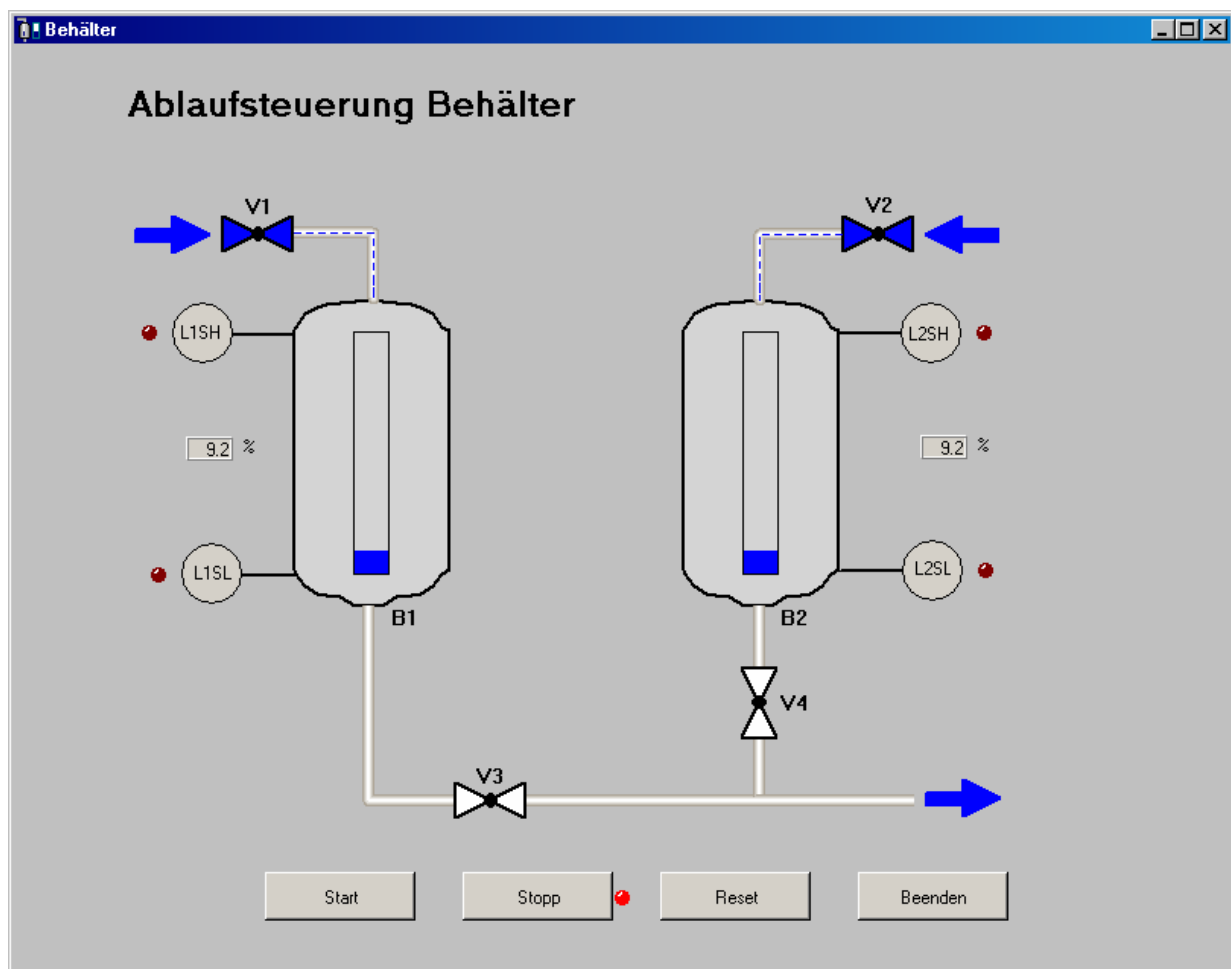 Behälter
Ablaufsteuerung Behälter
V1
V2
L1SH
L2SH
9.2 %
9.2 %
L1SL
L2SL
B1
B2
V4
V3
Start
Stopp
Reset
Beenden